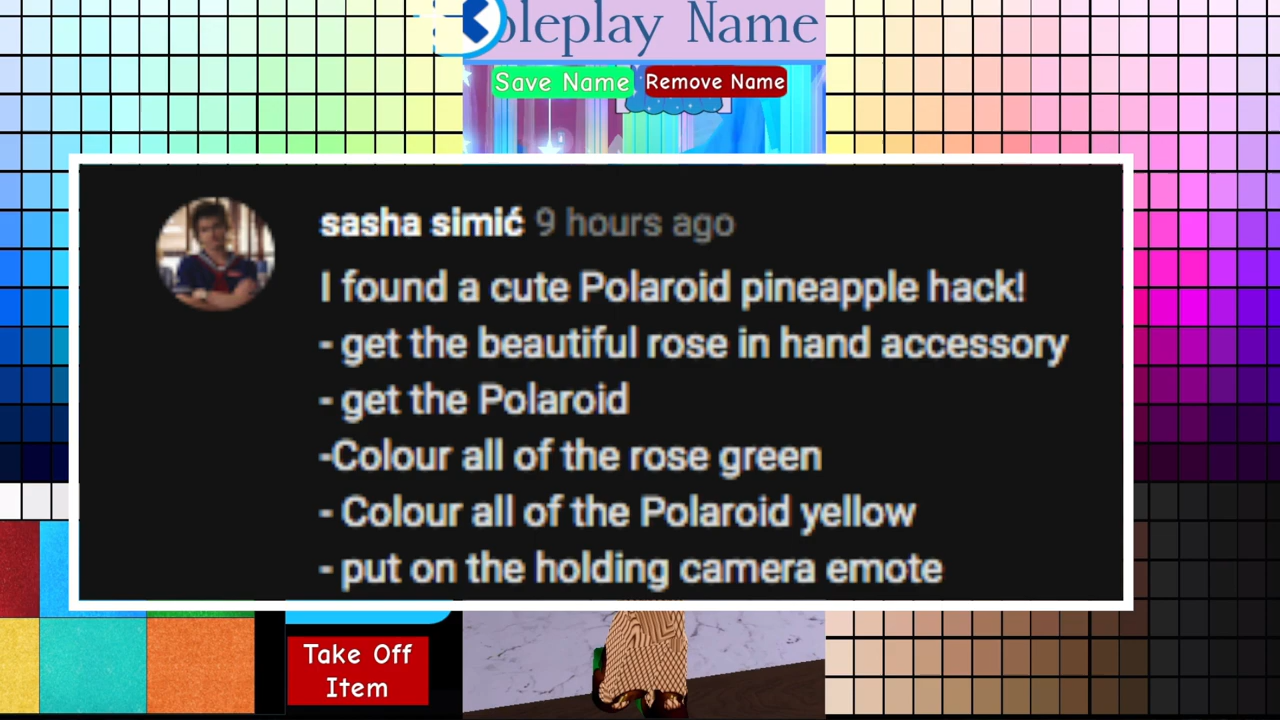 oleplay Name
Save Name Remove Name
sasha simić 9 hours ago
I found a cute Polaroid pineapple hack!
- get the beautiful rose in hand accessory
- get the Polaroid
-Colour all of the rose green
- Colour all of the Polaroid yellow
- put on the holding camera emote
Take Off
Item